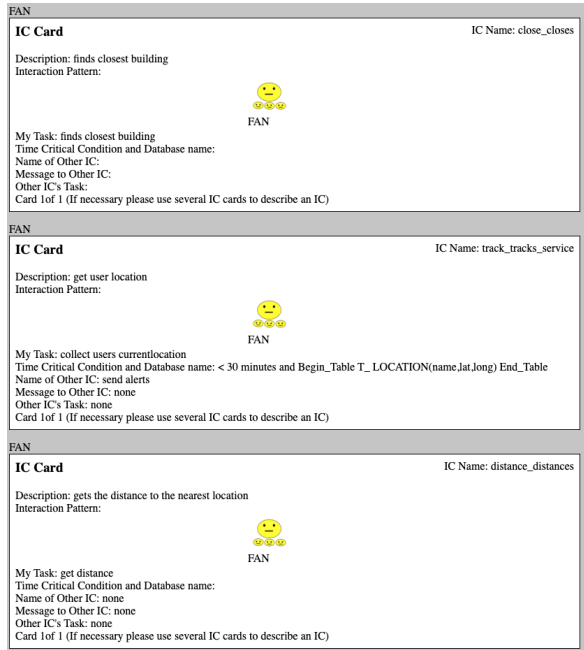 FAN
IC Card
IC Name: close_closes
Description: finds closest building
Interaction Pattern:
FAN
My Task: finds closest building
Time Critical Condition and Database name:
Name of Other IC:
Message to Other IC:
Other IC's Task:
Card 1of 1 (If necessary please use several IC cards to describe an IC)
FAN
IC Card
IC Name: track_tracks_service
Description: get user location
Interaction Pattern:
FAN
My Task: collect users currentlocation
Time Critical Condition and Database name: < 30 minutes and Begin_Table T_ LOCATION(name,lat,long) End_Table
Name of Other IC: send alerts
Message to Other IC: none
Other IC's Task: none
Card 1of 1 (If necessary please use several IC cards to describe an IC)
FAN
IC Card
IC Name: distance_distances
Description: gets the distance to the nearest location
Interaction Pattern:
FAN
My Task: get distance
Time Critical Condition and Database name:
Name of Other IC: none
Message to Other IC: none
Other IC's Task: none
Card 1of 1 (If necessary please use several IC cards to describe an IC)